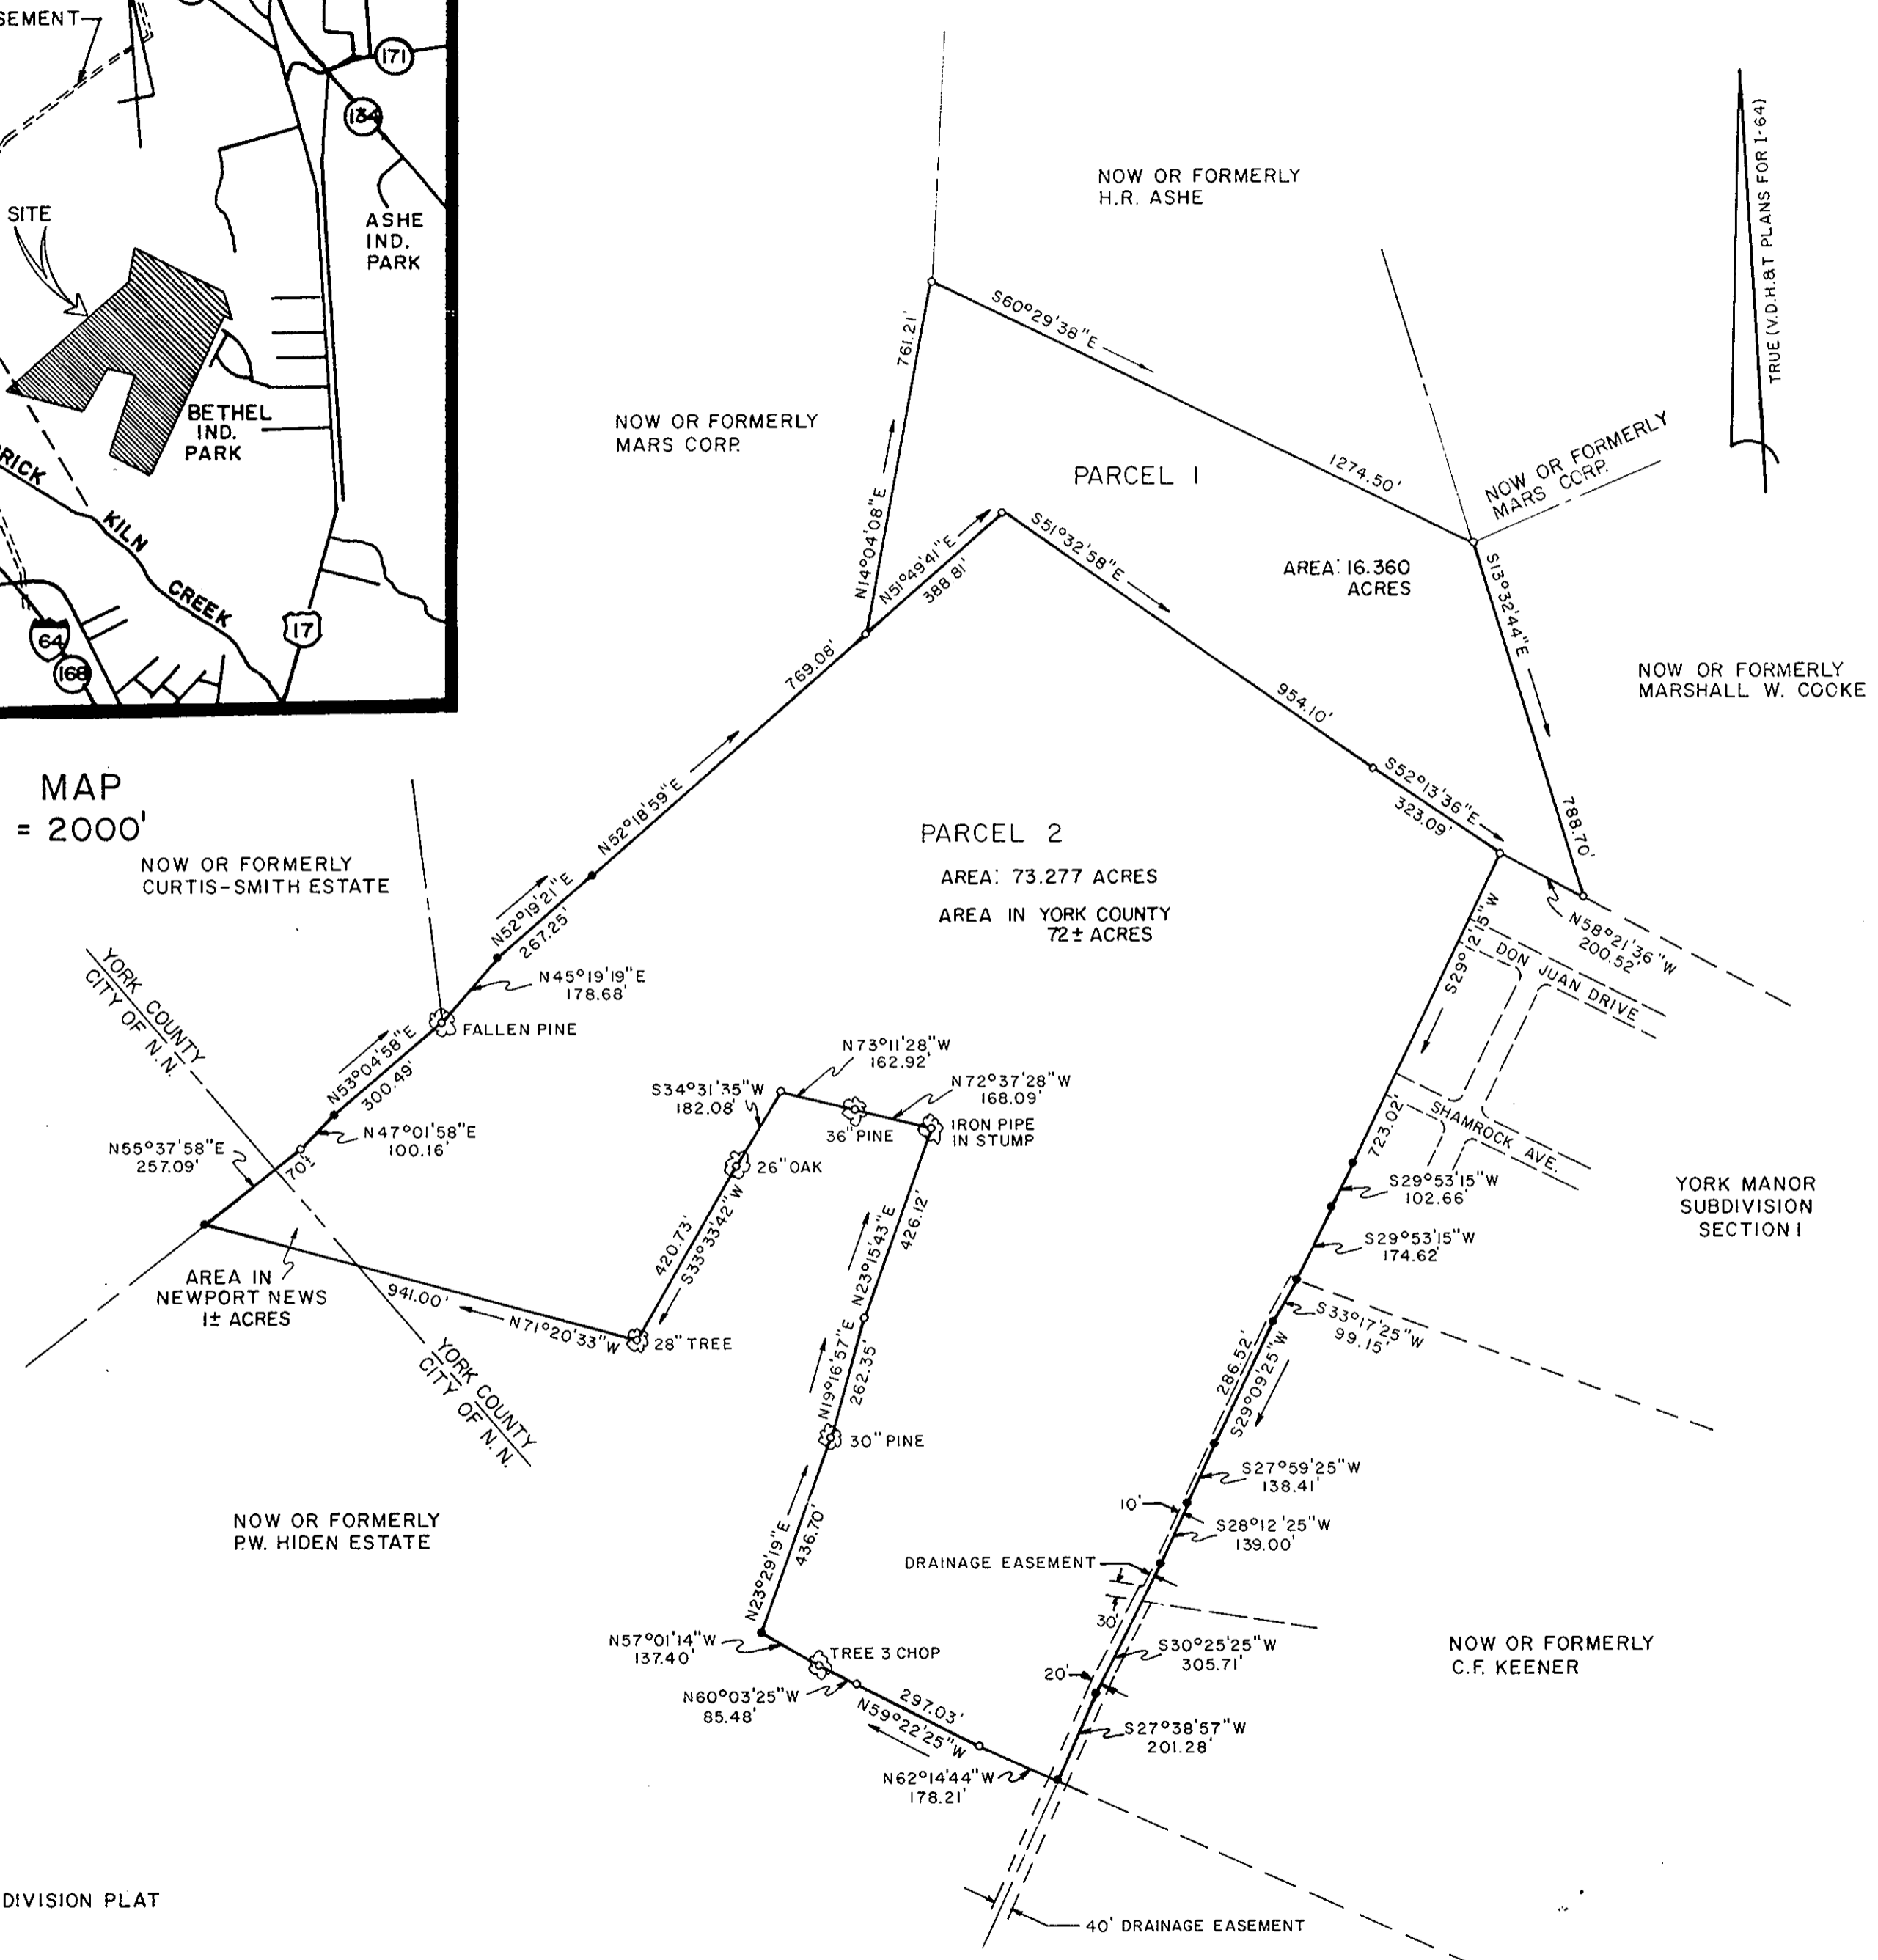 SEMENT
171
134
SITE
ASHE
IND.
PARK
BETHEL
IND.
PARK
RICK
KILN
CREEK
64
168
17
MAP
= 2000'
TRUE (V.D.H.&T PLANS FOR I-64)
NOW OR FORMERLY
H.R. ASHE
S60°29'38"E
1274.50'
761.21'
N14°04'08"E
NOW OR FORMERLY
MARS CORP.
NOW OR FORMERLY
MARS CORP.
PARCEL 1
AREA: 16.360
ACRES
N51°49'41"E
388.81'
S51°32'58"E
954.10'
S13°32'44"E
788.70'
NOW OR FORMERLY
MARSHALL W. COCKE
769.08'
N52°18'59"E
S52°13'36"E
323.09'
PARCEL 2
AREA: 73.277 ACRES
AREA IN YORK COUNTY
72± ACRES
NOW OR FORMERLY
CURTIS-SMITH ESTATE
N52°19'21"E
267.25'
N45°19'19"E
178.68'
FALLEN PINE
N58°21'36"W
200.52'
S29°12'15"W
723.02'
DON JUAN DRIVE
SHAMROCK AVE.
YORK COUNTY
CITY OF N.N.
N53°04'58"E
300.49'
N47°01'58"E
100.16'
N55°37'58"E
257.09'
70±
N73°11'28"W
162.92'
N72°37'28"W
168.09'
S34°31'35"W
182.08'
36" PINE
IRON PIPE
IN STUMP
26" OAK
420.73'
S33°33'42"W
N23°15'43"E
426.12'
S29°53'15"W
102.66'
S29°53'15"W
174.62'
YORK MANOR
SUBDIVISION
SECTION I
AREA IN
NEWPORT NEWS
1± ACRES
941.00'
N71°20'33"W
28" TREE
S33°17'25"W
99.15'
YORK COUNTY
CITY OF N.N.
N19°16'57"E
262.35'
286.52'
S29°09'25"W
30" PINE
S27°59'25"W
138.41'
NOW OR FORMERLY
P.W. HIDEN ESTATE
N23°29'19"E
436.70'
10'
S28°12'25"W
139.00'
DRAINAGE EASEMENT
30'
N57°01'14"W
137.40'
TREE 3 CHOP
S30°25'25"W
305.71'
20'
NOW OR FORMERLY
C.F. KEENER
N60°03'25"W
85.48'
297.03'
N59°22'25"W
S27°38'57"W
201.28'
N62°14'44"W
178.21'
DIVISION PLAT
40' DRAINAGE EASEMENT